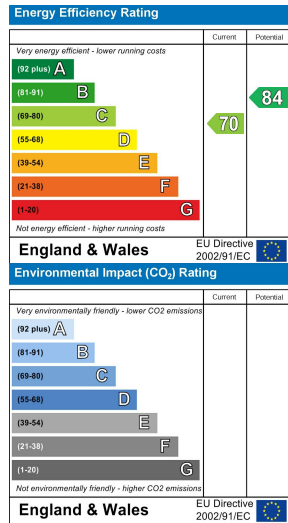 Energy Efficiency Rating
Current Potential
Very energy efficient - lower running costs
(92 plus) A
(81-91) B
(69-80) C
(55-68) D
(39-54) E
(21-38) F
(1-20) G
70
84
Not energy efficient - higher running costs
England & Wales
EU Directive
2002/91/EC
Environmental Impact (CO₂) Rating
Current Potential
Very environmentally friendly - lower CO2 emissions
(92 plus) A
(81-91) B
(69-80) C
(55-68) D
(39-54) E
(21-38) F
(1-20) G
Not environmentally friendly - higher CO2 emissions
England & Wales
EU Directive
2002/91/EC